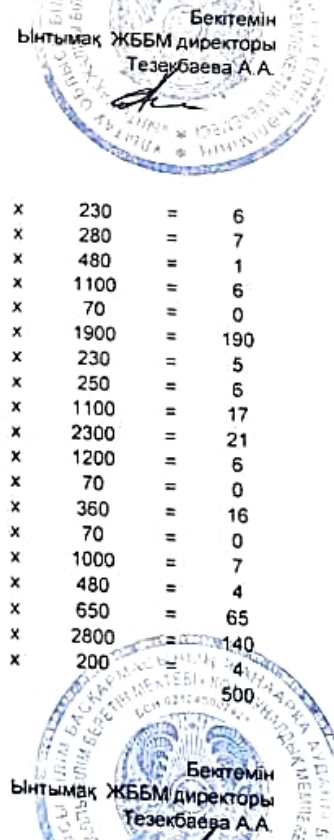 Бекітемін
Ынтымақ ЖББМ директоры
Тезекбаева А.А.
х 230 = 6
х 280 = 7
х 480 = 1
х 1100 = 6
х 70 = 0
х 1900 = 190
х 230 = 5
х 250 = 6
х 1100 = 17
х 2300 = 21
х 1200 = 6
х 70 = 0
х 360 = 16
х 70 = 0
х 1000 = 7
х 480 = 4
х 650 = 65
х 2800 = 140
х 200 = 4
500
Бекітемін
Ынтымақ ЖББМ директоры
Тезекбаева А.А.